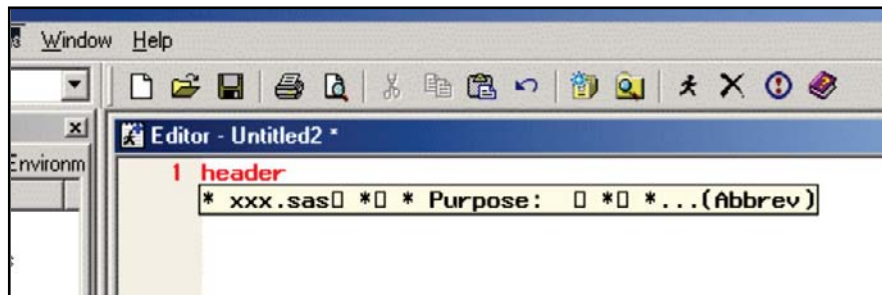 Window Help
Editor - Untitled2 *
Environm
1 header
* xxx.sas▯ *▯ * Purpose: ▯ *▯ *...(Abbrev)